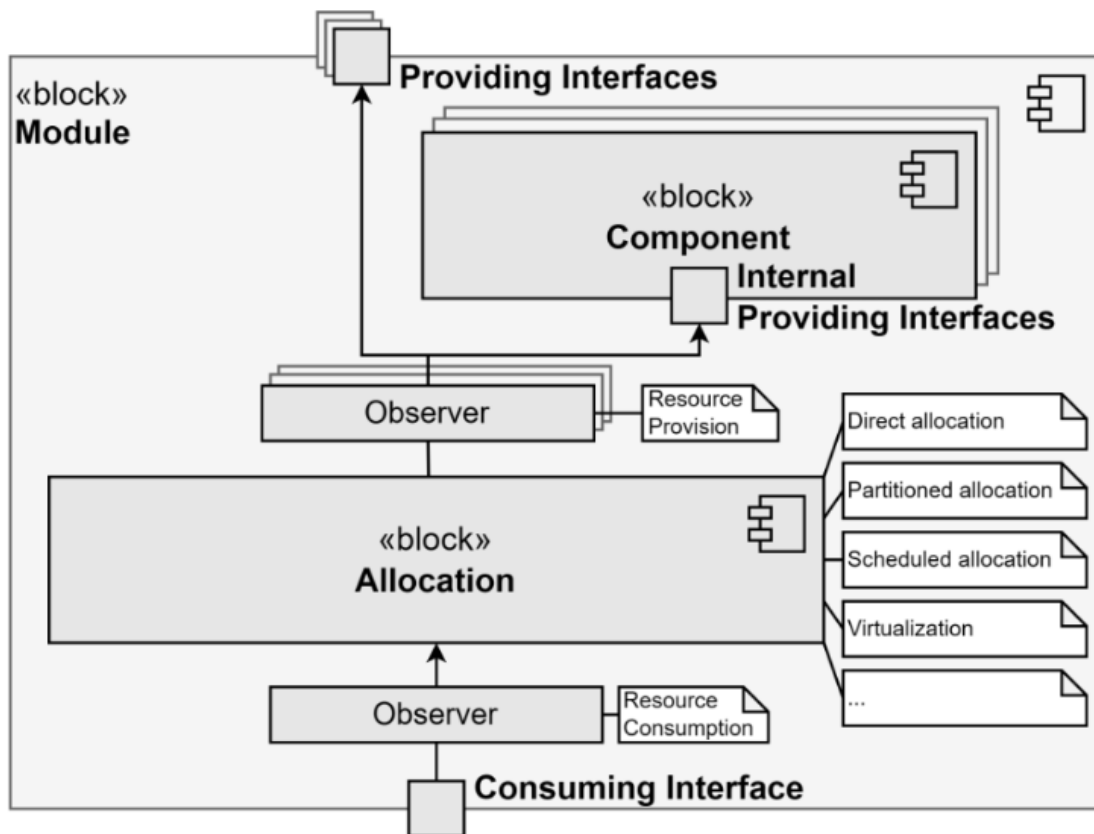 Providing Interfaces
«block»
Module
«block»
Component
Internal
Providing Interfaces
Observer
Resource
Provision
Direct allocation
Partitioned allocation
«block»
Allocation
Scheduled allocation
Virtualization
...
Observer
Resource
Consumption
Consuming Interface